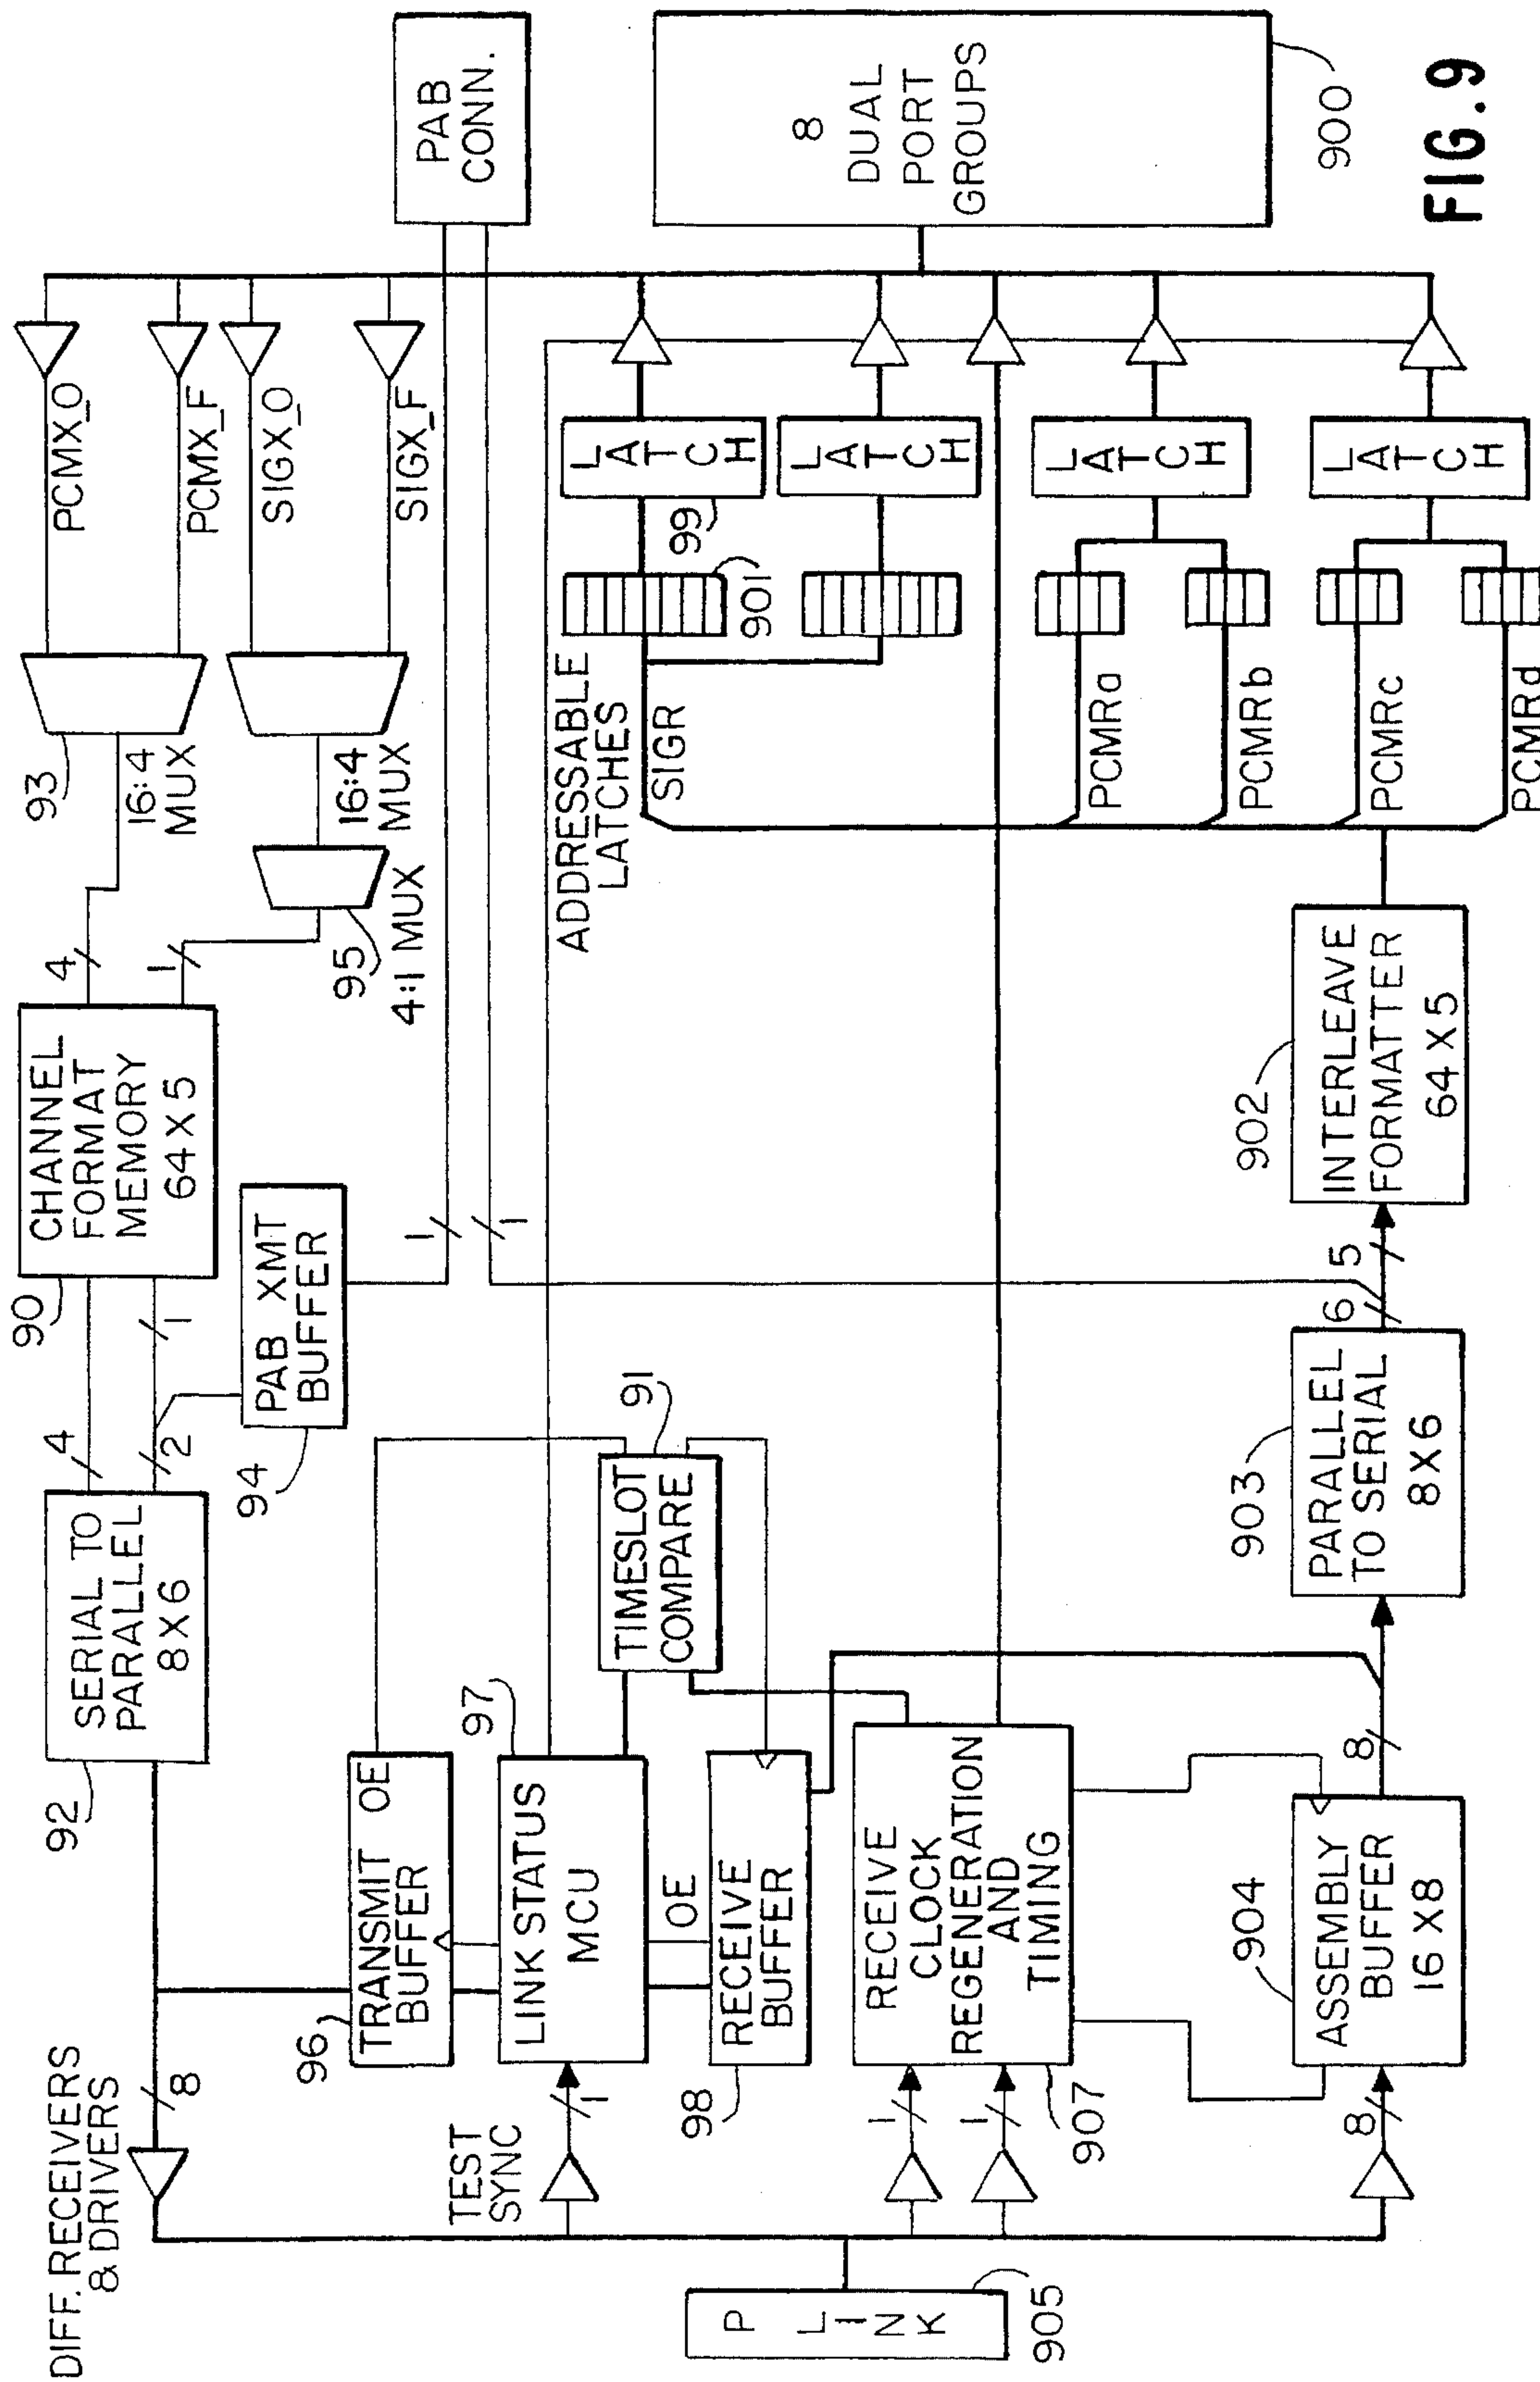 DIFF. RECEIVERS
& DRIVERS
8
92
SERIAL TO
PARALLEL
8 X 6
4
2
1
90
CHANNEL
FORMAT
MEMORY
64 X 5
4
1
93
16:4
MUX
PCMX_O
PCMX_F
SIGX_O
SIGX_F
16:4
MUX
95
4:1 MUX
94
PAB XMT
BUFFER
1
1
PAB
CONN.
96
TRANSMIT OE
BUFFER
TEST
SYNC
1
97
LINK STATUS
MCU
OE
98
RECEIVE
BUFFER
91
TIMESLOT
COMPARE
ADDRESSABLE
LATCHES
SIGR
901
99
LATCH
LATCH
LATCH
LATCH
8
DUAL
PORT
GROUPS
900
P LINK
905
1
1
907
RECEIVE
CLOCK
REGENERATION
AND
TIMING
PCMRa
PCMRb
PCMRc
PCMRd
8
904
ASSEMBLY
BUFFER
16 X 8
8
903
PARALLEL
TO SERIAL
8 X 6
6
5
902
INTERLEAVE
FORMATTER
64 X 5
FIG. 9